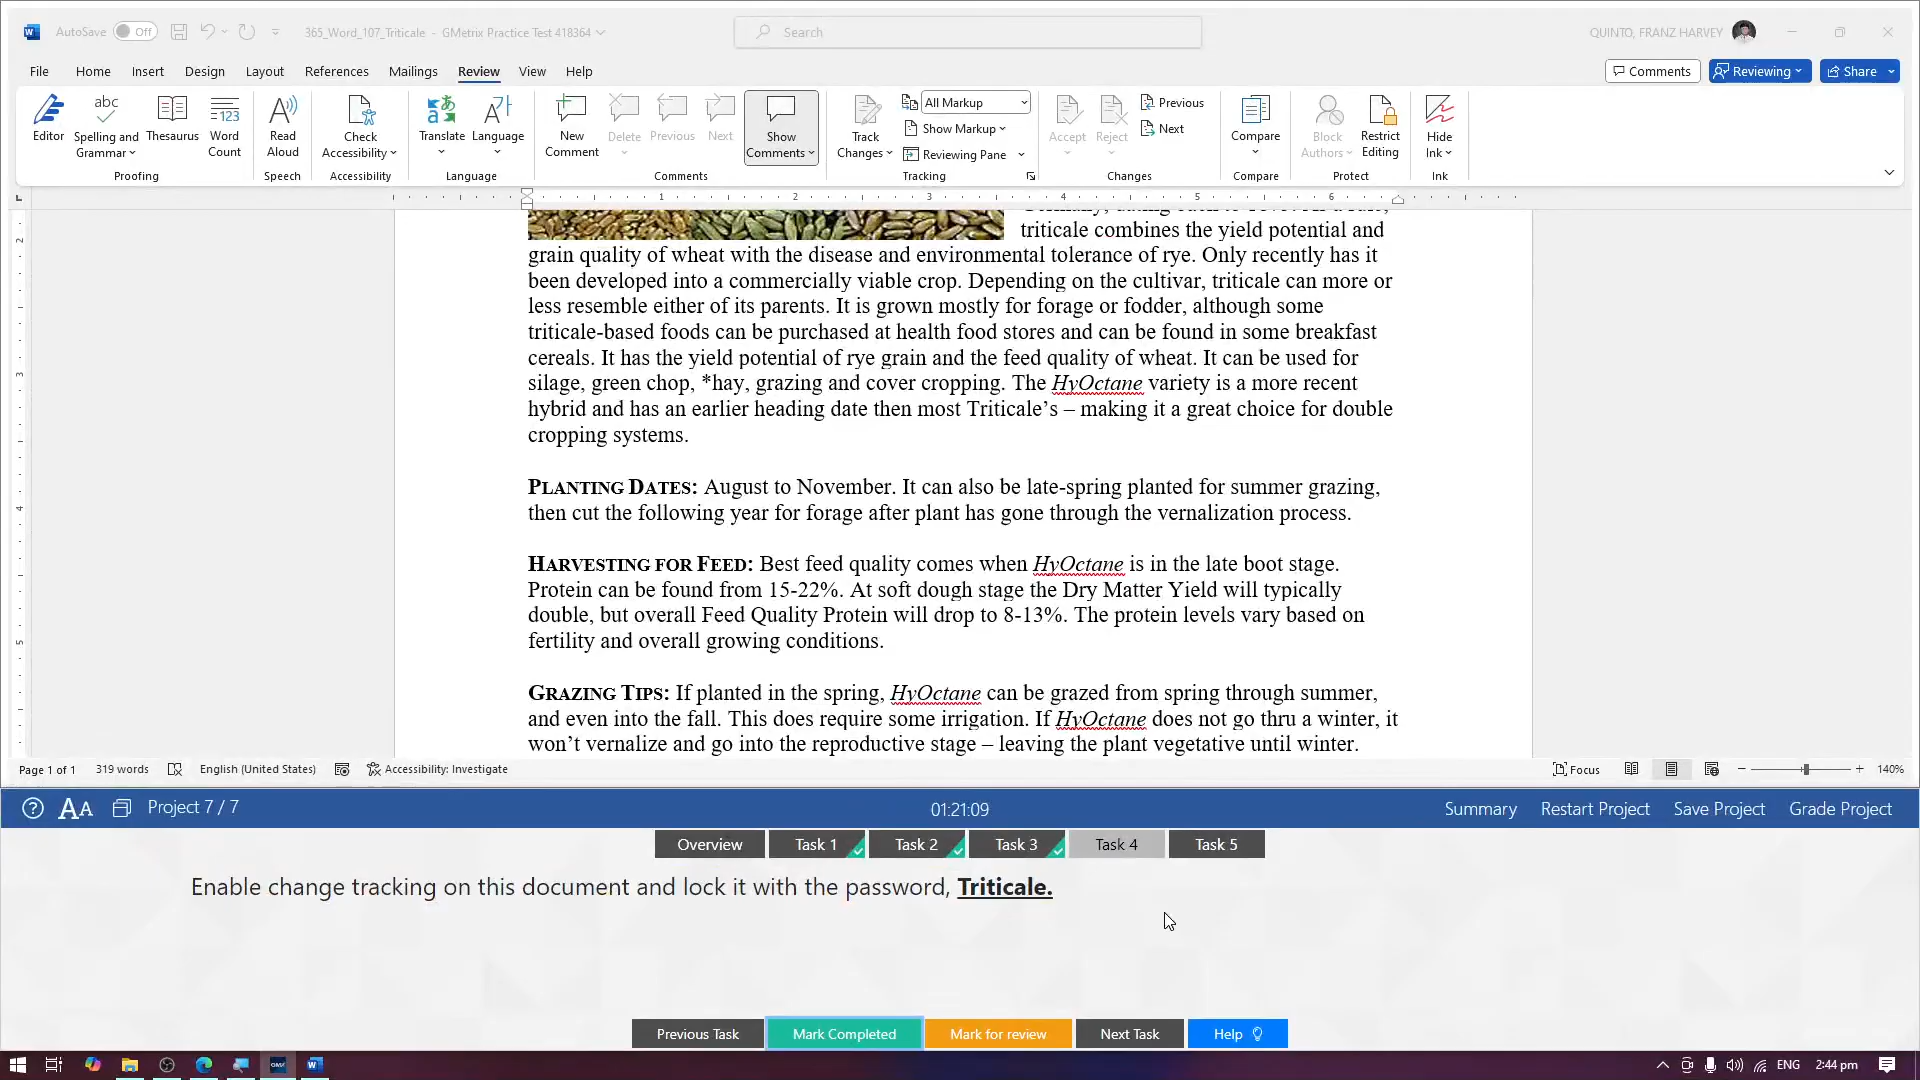 AutoSave Off 365_Word_107_Triticale - GMetrix Practice Test 418364 Search QUINTO, FRANZ HARVEY
File Home Insert Design Layout References Mailings Review View Help Comments Reviewing Share
Editor
abc Spelling and Grammar
Thesaurus
123 Word Count
Proofing
Read Aloud
Speech
Check Accessibility
Accessibility
Translate
Language
Language
New Comment
Delete
Previous
Next
Show Comments
Comments
Track Changes
All Markup
Show Markup
Reviewing Pane
Tracking
Accept
Reject
Previous
Next
Changes
Compare
Compare
Block Authors
Restrict Editing
Protect
Hide Ink
Ink
1 2 3 4 5 6
2
3
4
5
triticale combines the yield potential and
grain quality of wheat with the disease and environmental tolerance of rye. Only recently has it
been developed into a commercially viable crop. Depending on the cultivar, triticale can more or
less resemble either of its parents. It is grown mostly for forage or fodder, although some
triticale-based foods can be purchased at health food stores and can be found in some breakfast
cereals. It has the yield potential of rye grain and the feed quality of wheat. It can be used for
silage, green chop, *hay, grazing and cover cropping. The HyOctane variety is a more recent
hybrid and has an earlier heading date then most Triticale’s – making it a great choice for double
cropping systems.
PLANTING DATES: August to November. It can also be late-spring planted for summer grazing,
then cut the following year for forage after plant has gone through the vernalization process.
HARVESTING FOR FEED: Best feed quality comes when HyOctane is in the late boot stage.
Protein can be found from 15-22%. At soft dough stage the Dry Matter Yield will typically
double, but overall Feed Quality Protein will drop to 8-13%. The protein levels vary based on
fertility and overall growing conditions.
GRAZING TIPS: If planted in the spring, HyOctane can be grazed from spring through summer,
and even into the fall. This does require some irrigation. If HyOctane does not go thru a winter, it
won’t vernalize and go into the reproductive stage – leaving the plant vegetative until winter.
Page 1 of 1 319 words English (United States) Accessibility: Investigate Focus 140%
Project 7 / 7 01:21:09 Summary Restart Project Save Project Grade Project
Overview Task 1 Task 2 Task 3 Task 4 Task 5
Enable change tracking on this document and lock it with the password, Triticale.
Previous Task Mark Completed Mark for review Next Task Help
ENG 2:44 pm